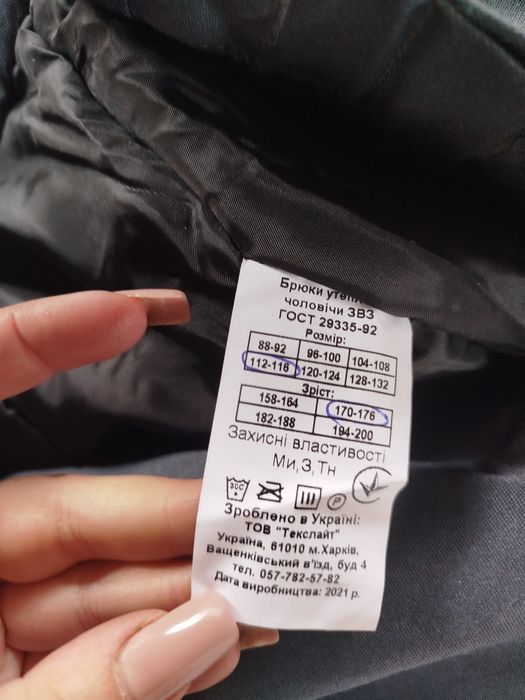 Брюки
чоловічи ЗВЗ
ГОСТ 29335-92
Розмір:
88-92 96-100 104-108
112-116 120-124 128-132
Зріст:
158-164 170-176
182-188 194-200
Захисні властивості
Ми, З, Тн
30С
P
Зроблено в Україні:
ТОВ "Текслайт"
Україна, 61010 м.Харків,
Ващенківський в'їзд, буд 4
тел. 057-782-57-82
Дата виробництва: 2021 р.